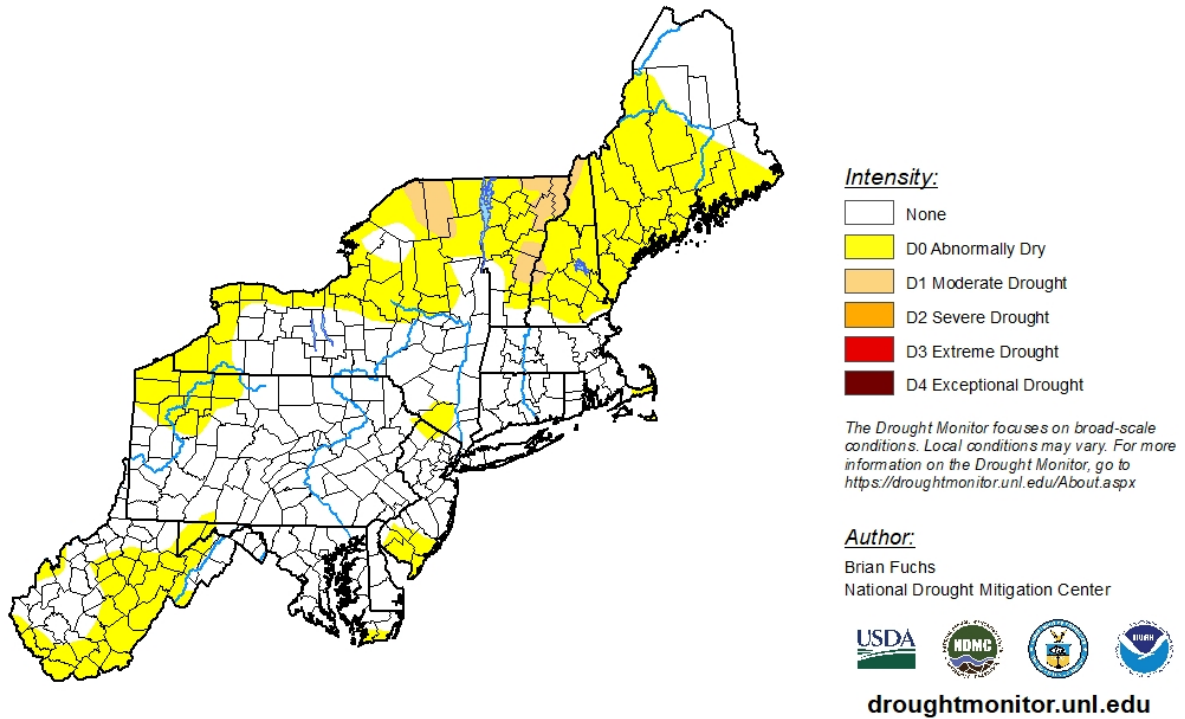 Intensity:
None
D0 Abnormally Dry
D1 Moderate Drought
D2 Severe Drought
D3 Extreme Drought
D4 Exceptional Drought
The Drought Monitor focuses on broad-scale
conditions. Local conditions may vary. For more
information on the Drought Monitor, go to
https://droughtmonitor.unl.edu/About.aspx
Author:
Brian Fuchs
National Drought Mitigation Center
USDA
NDMC
NOAA
droughtmonitor.unl.edu